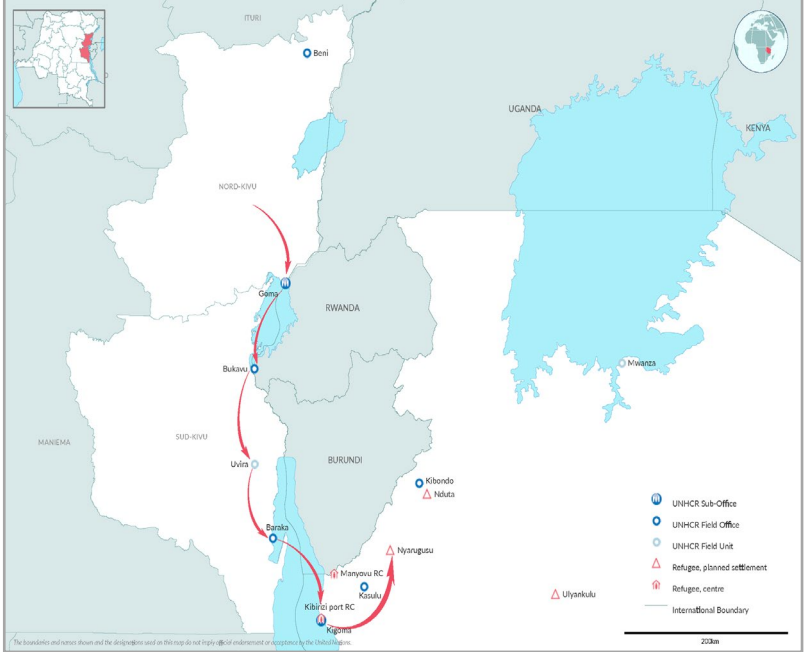 ITURI
Beni
UGANDA
KENYA
NORD-KIVU
Goma
RWANDA
Bukavu
Mwanza
MANIEMA
SUD-KIVU
Uvira
BURUNDI
Kibondo
Nduta
Baraka
Nyarugusu
Manyovu RC
Kasulu
Ulyankulu
Kibirizi port RC
Kigoma
UNHCR Sub-Office
UNHCR Field Office
UNHCR Field Unit
Refugee, planned settlement
Refugee, centre
International Boundary
200km
The boundaries and names shown and the designations used on this map do not imply official endorsement or acceptance by the United Nations.